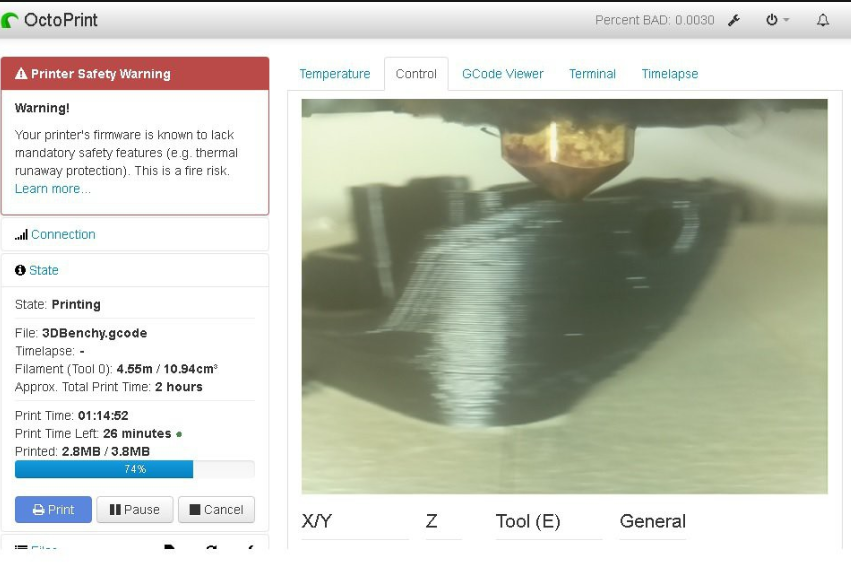 OctoPrint
Percent BAD: 0.0030
Printer Safety Warning
Warning!
Your printer's firmware is known to lack
mandatory safety features (e.g. thermal
runaway protection). This is a fire risk.
Learn more...
Connection
State
State: Printing
File: 3DBenchy.gcode
Timelapse: -
Filament (Tool 0): 4.55m / 10.94cm³
Approx. Total Print Time: 2 hours
Print Time: 01:14:52
Print Time Left: 26 minutes
Printed: 2.8MB / 3.8MB
74%
Print Pause Cancel
Files
Temperature Control GCode Viewer Terminal Timelapse
X/Y Z Tool (E) General